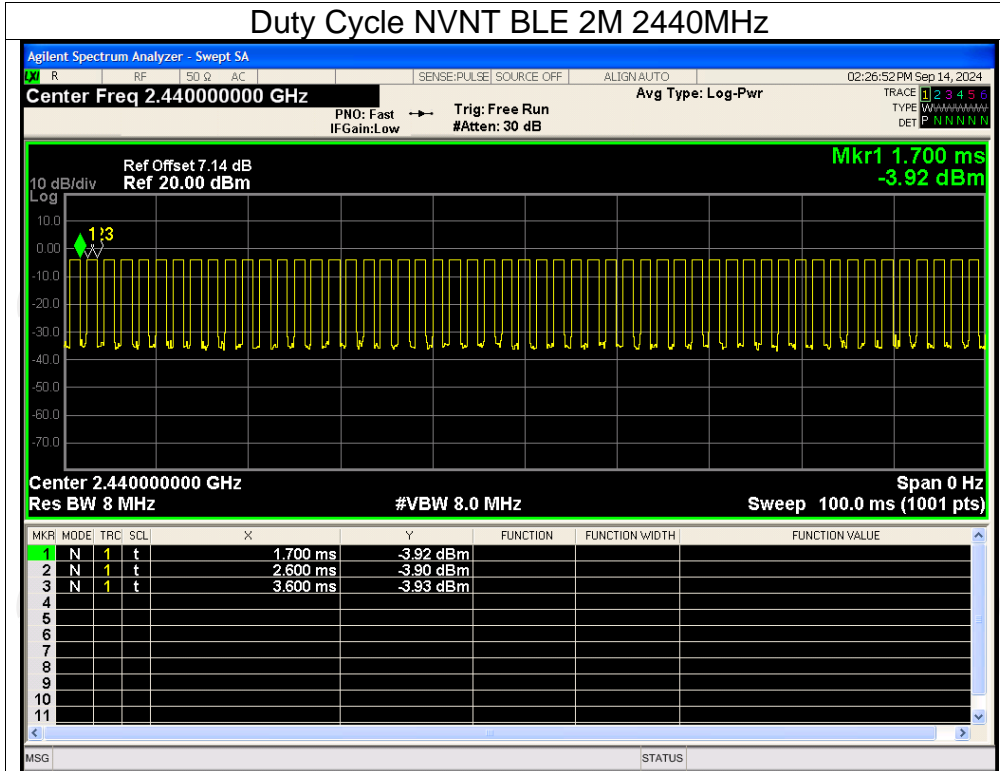 Duty Cycle NVNT BLE 2M 2440MHz
Agilent Spectrum Analyzer - Swept SA
LXI R RF 50 Ω AC SENSE:PULSE SOURCE OFF ALIGN AUTO 02:26:52 PM Sep 14, 2024
Center Freq 2.440000000 GHz Avg Type: Log-Pwr TRACE 1 2 3 4 5 6
PNO: Fast Trig: Free Run TYPE WWWWWW
IFGain:Low #Atten: 30 dB DET P N N N N N
Mkr1 1.700 ms
Ref Offset 7.14 dB
10 dB/div Ref 20.00 dBm -3.92 dBm
Log
10.0
1 2 3
0.00
-10.0
-20.0
-30.0
-40.0
-50.0
-60.0
-70.0
Center 2.440000000 GHz Span 0 Hz
Res BW 8 MHz #VBW 8.0 MHz Sweep 100.0 ms (1001 pts)
MKR MODE TRC SCL X Y FUNCTION FUNCTION WIDTH FUNCTION VALUE
1 N 1 t 1.700 ms -3.92 dBm
2 N 1 t 2.600 ms -3.90 dBm
3 N 1 t 3.600 ms -3.93 dBm
4
5
6
7
8
9
10
11
MSG STATUS